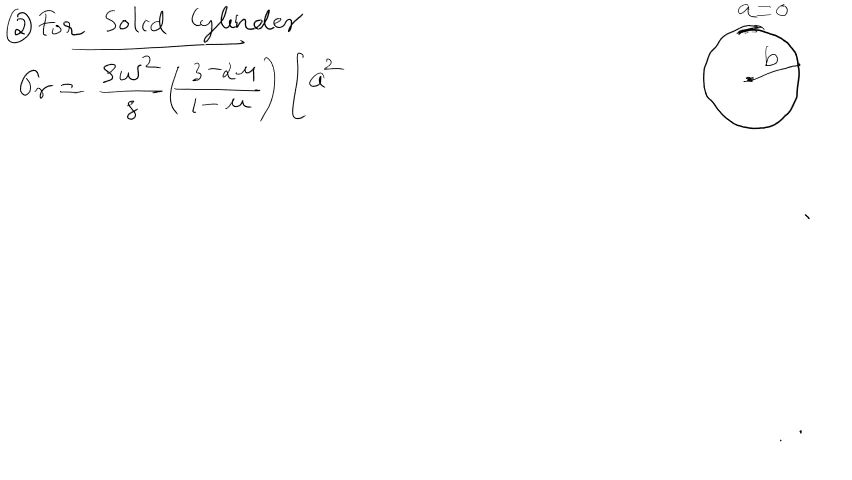 ② For Solid Cylinder
σr = ρω²/8 (3-2μ/1-μ) [a²
a=0
b